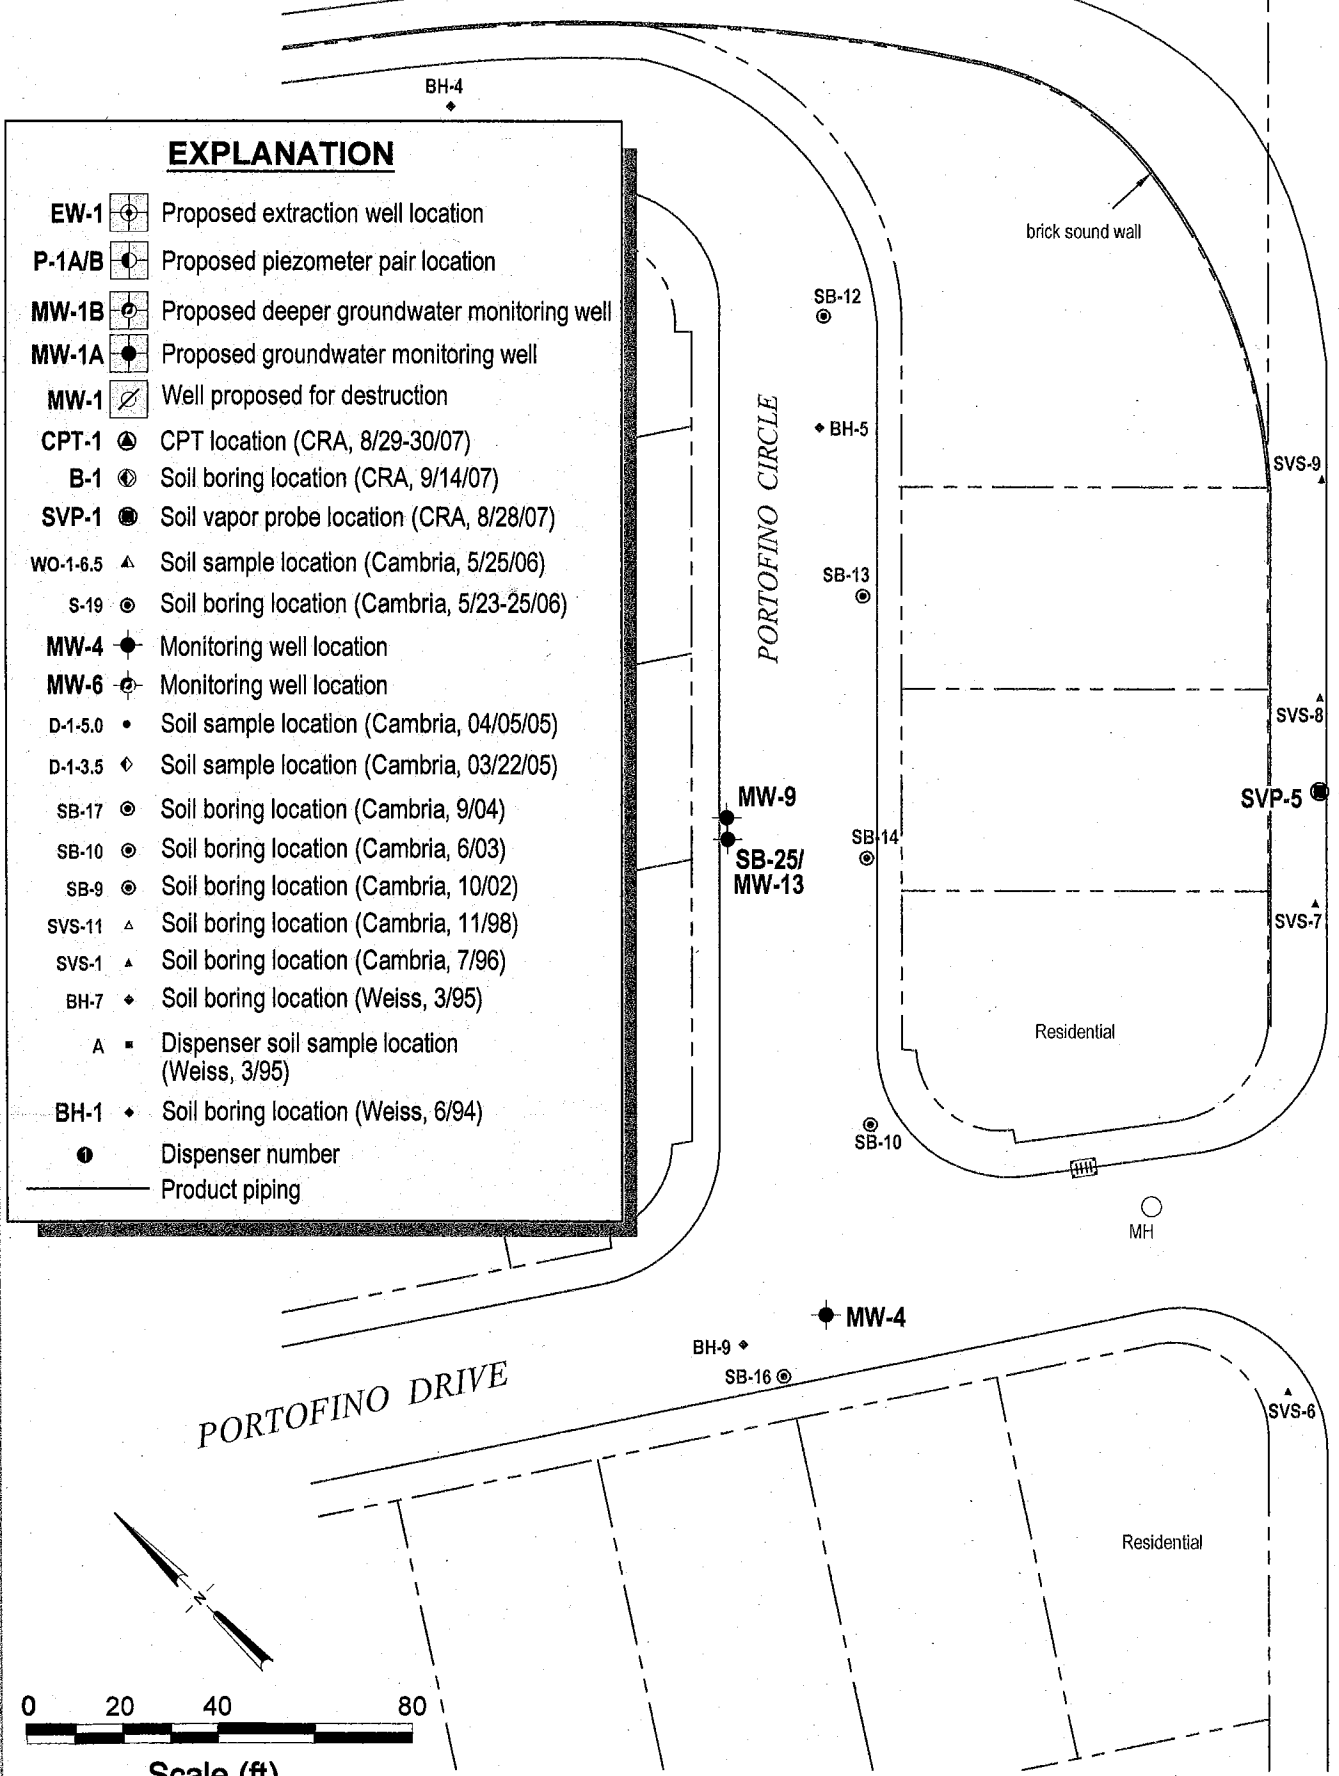 BH-4
EXPLANATION
EW-1 Proposed extraction well location
P-1A/B Proposed piezometer pair location
MW-1B Proposed deeper groundwater monitoring well
MW-1A Proposed groundwater monitoring well
MW-1 Well proposed for destruction
CPT-1 CPT location (CRA, 8/29-30/07)
B-1 Soil boring location (CRA, 9/14/07)
SVP-1 Soil vapor probe location (CRA, 8/28/07)
WO-1-6.5 Soil sample location (Cambria, 5/25/06)
S-19 Soil boring location (Cambria, 5/23-25/06)
MW-4 Monitoring well location
MW-6 Monitoring well location
D-1-5.0 Soil sample location (Cambria, 04/05/05)
D-1-3.5 Soil sample location (Cambria, 03/22/05)
SB-17 Soil boring location (Cambria, 9/04)
SB-10 Soil boring location (Cambria, 6/03)
SB-9 Soil boring location (Cambria, 10/02)
SVS-11 Soil boring location (Cambria, 11/98)
SVS-1 Soil boring location (Cambria, 7/96)
BH-7 Soil boring location (Weiss, 3/95)
A Dispenser soil sample location
(Weiss, 3/95)
BH-1 Soil boring location (Weiss, 6/94)
1 Dispenser number
Product piping
brick sound wall
SB-12
BH-5
PORTOFINO CIRCLE
SVS-9
SB-13
SVS-8
MW-9
SVP-5
SB-14
SB-25/
MW-13
SVS-7
Residential
SB-10
MH
MW-4
BH-9
SB-16
PORTOFINO DRIVE
SVS-6
Residential
N
0 20 40 80
Scale (ft)